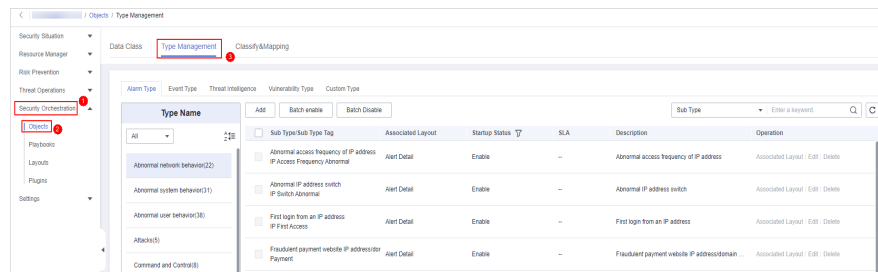 / Objects / Type Management
Security Situation
Resource Manager
Risk Prevention
Threat Operations
Security Orchestration
1
Objects
2
Playbooks
Layouts
Plugins
Settings
Data Class Type Management Classify&Mapping
3
Alarm Type Event Type Threat Intelligence Vulnerability Type Custom Type
Type Name
All
Abnormal network behavior(22)
Abnormal system behavior(31)
Abnormal user behavior(38)
Attacks(5)
Command and Control(8)
Add Batch enable Batch Disable Sub Type Enter a keyword.
Sub Type/Sub Type Tag Associated Layout Startup Status SLA Description Operation
Abnormal access frequency of IP address
IP Access Frequency Abnormal
Alert Detail Enable -- Abnormal access frequency of IP address Associated Layout | Edit | Delete
Abnormal IP address switch
IP Switch Abnormal
Alert Detail Enable -- Abnormal IP address switch Associated Layout | Edit | Delete
First login from an IP address
IP First Access
Alert Detail Enable -- First login from an IP address Associated Layout | Edit | Delete
Fraudulent payment website IP address/dor
Payment
Alert Detail Enable -- Fraudulent payment website IP address/domain ... Associated Layout | Edit | Delete